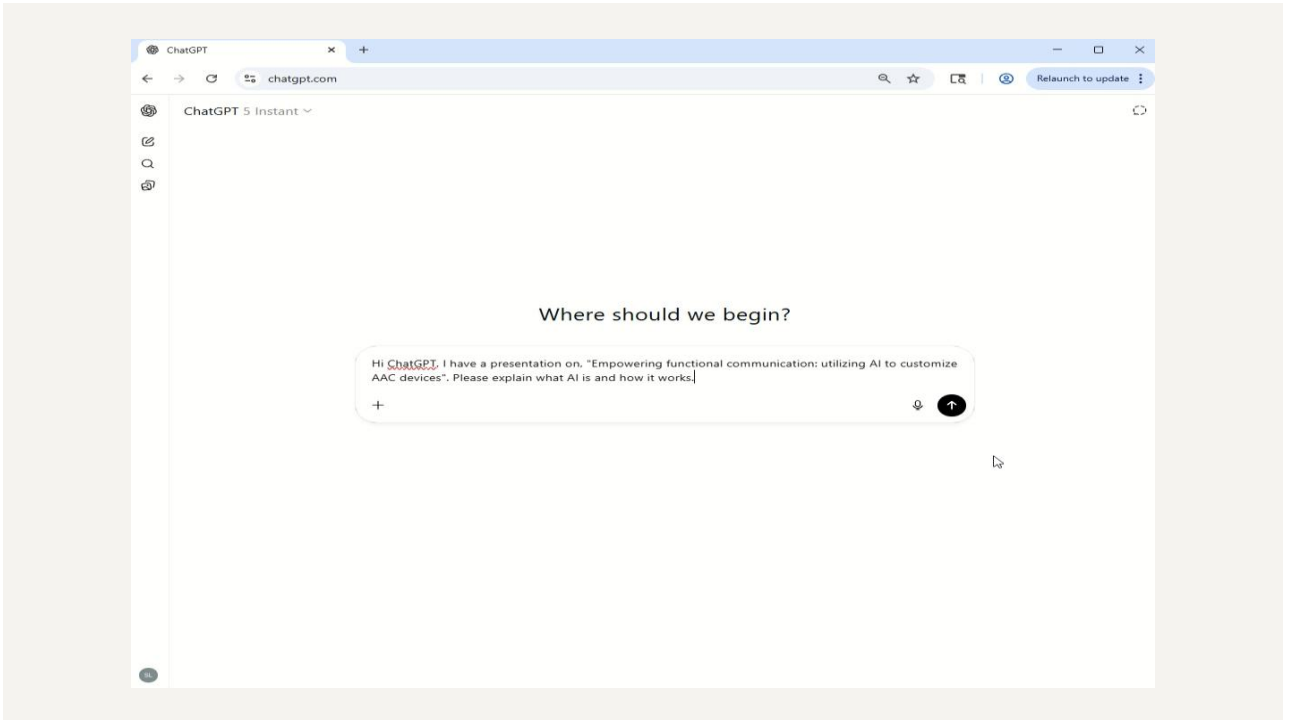 ChatGPT
chatgpt.com
Relaunch to update
ChatGPT 5 Instant
Where should we begin?
Hi ChatGPT, I have a presentation on, "Empowering functional communication: utilizing AI to customize
AAC devices". Please explain what AI is and how it works.
SL